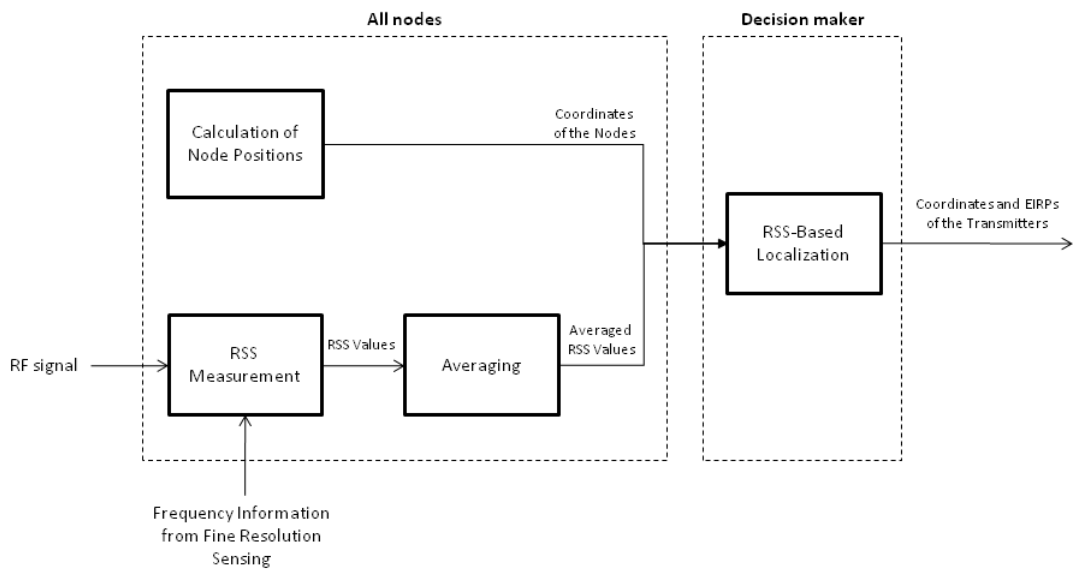 All nodes
Decision maker
Calculation of
Node Positions
Coordinates
of the Nodes
RSS-Based
Localization
Coordinates and EIRPs
of the Transmitters
RF signal
RSS
Measurement
RSS Values
Averaging
Averaged
RSS Values
Frequency Information
from Fine Resolution
Sensing